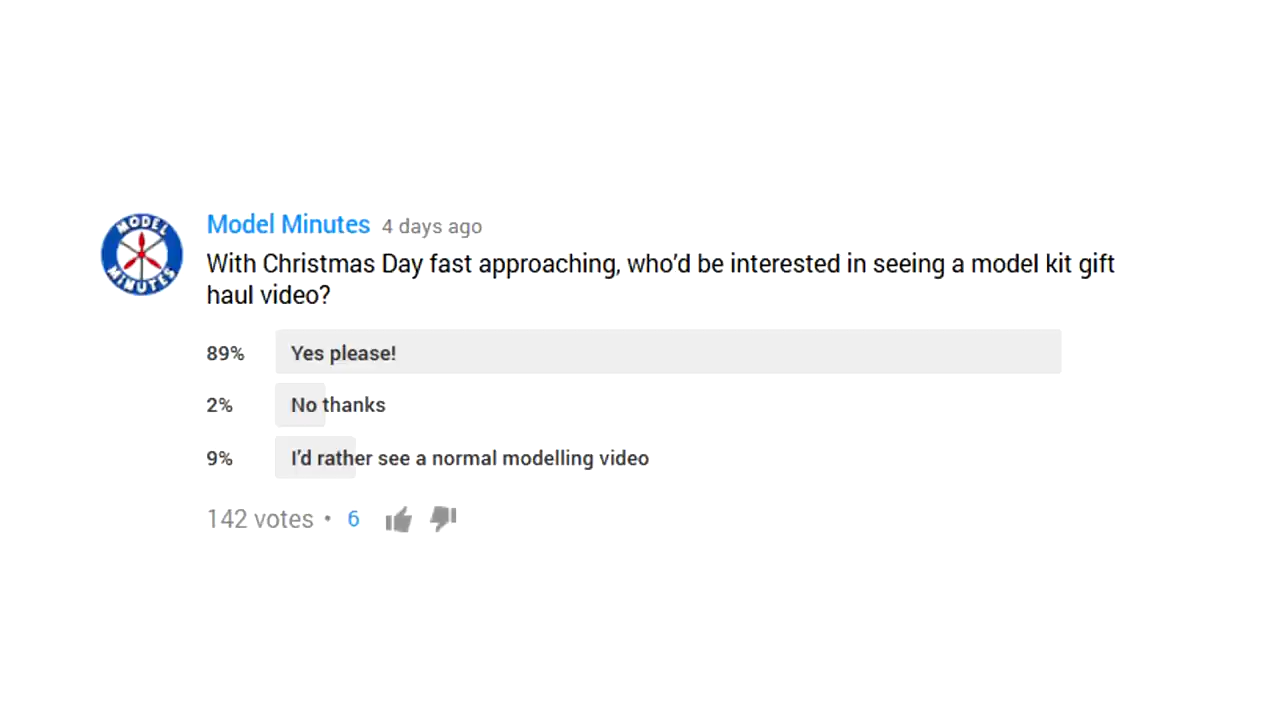 MODEL
MINUTES
Model Minutes 4 days ago
With Christmas Day fast approaching, who’d be interested in seeing a model kit gift
haul video?
89% Yes please!
2% No thanks
9% I’d rather see a normal modelling video
142 votes • 6